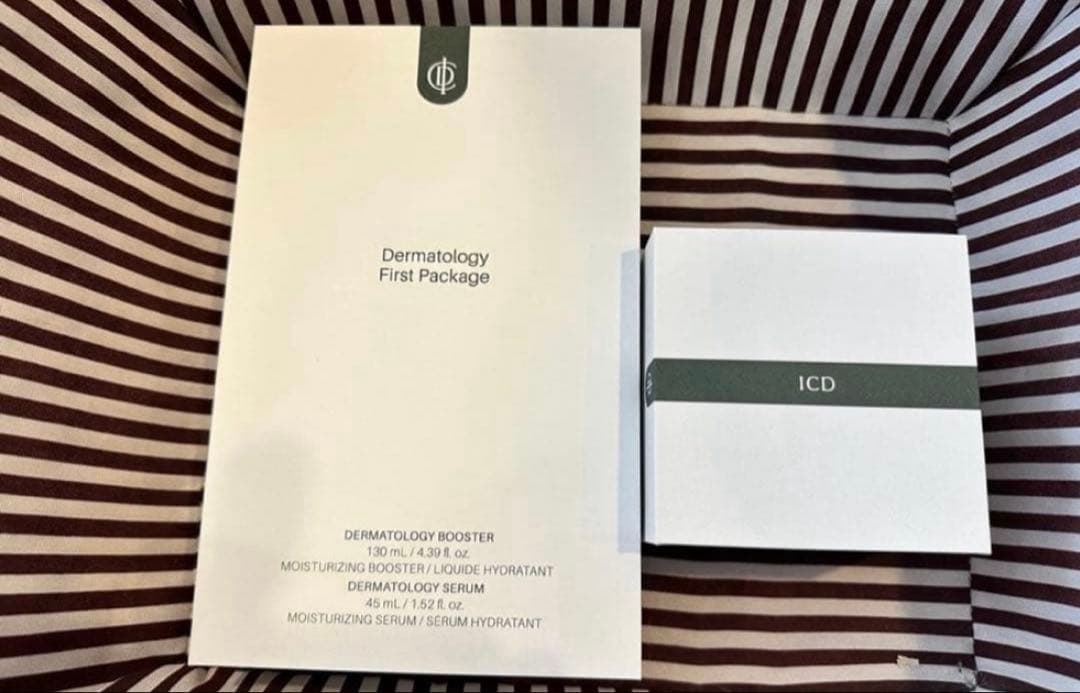 Dermatology
First Package
DERMATOLOGY BOOSTER
130 mL / 4.39 fl. oz.
MOISTURIZING BOOSTER / LIQUIDE HYDRATANT
DERMATOLOGY SERUM
45 mL / 1.52 fl. oz.
MOISTURIZING SERUM / SÉRUM HYDRATANT
ICD